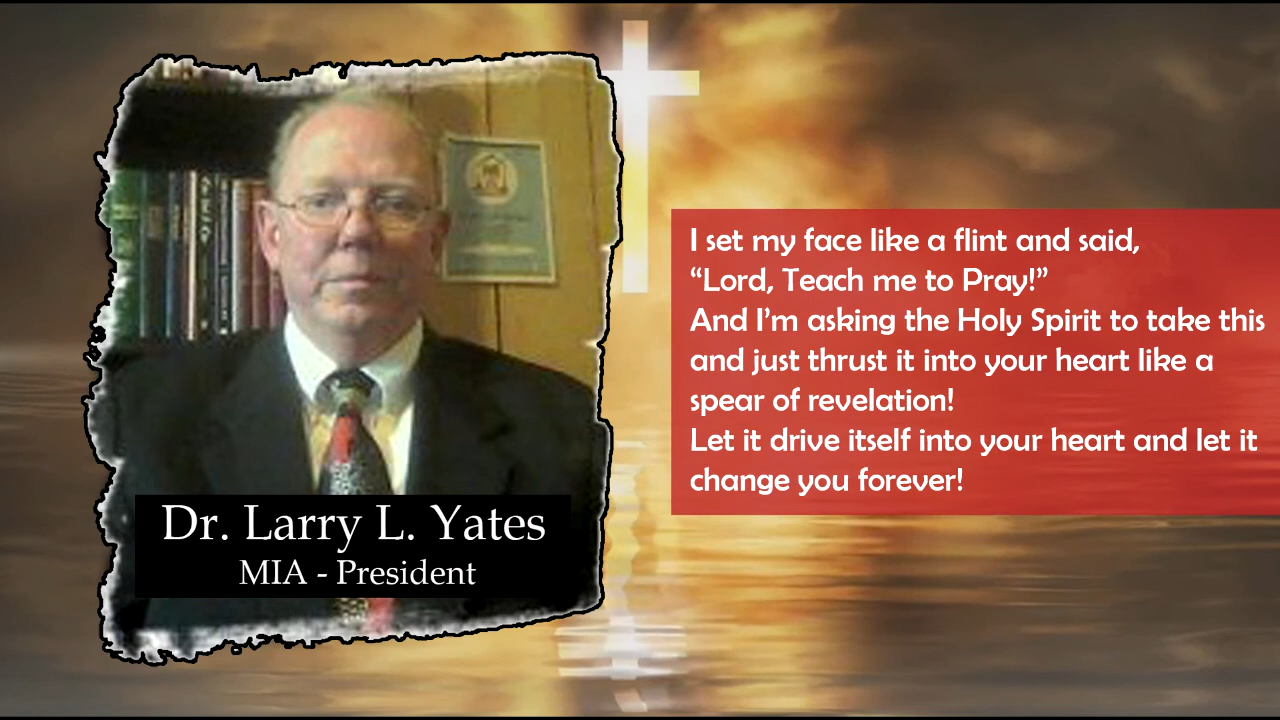 Dr. Larry L. Yates
MIA - President
I set my face like a flint and said,
“Lord, Teach me to Pray!”
And I’m asking the Holy Spirit to take this
and just thrust it into your heart like a
spear of revelation!
Let it drive itself into your heart and let it
change you forever!